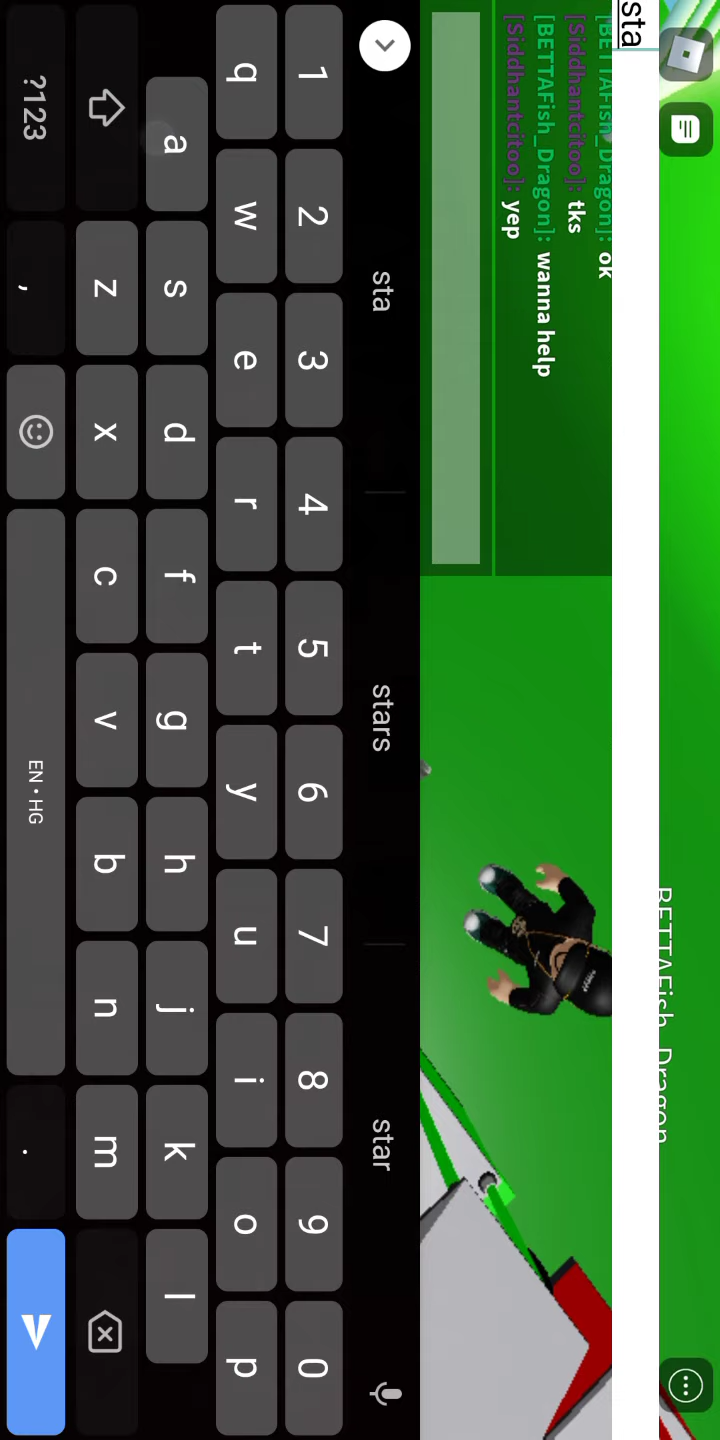 sta
[BETTAFish_Dragon]: ok
[Siddhantcitoo]: tks
[BETTAFish_Dragon]: wanna help
[Siddhantcitoo]: yep
BETTAFish_Dragon
sta stars star
1 2 3 4 5 6 7 8 9 0
q w e r t y u i o p
a s d f g h j k l
z x c v b n m
?123 , EN • HG .